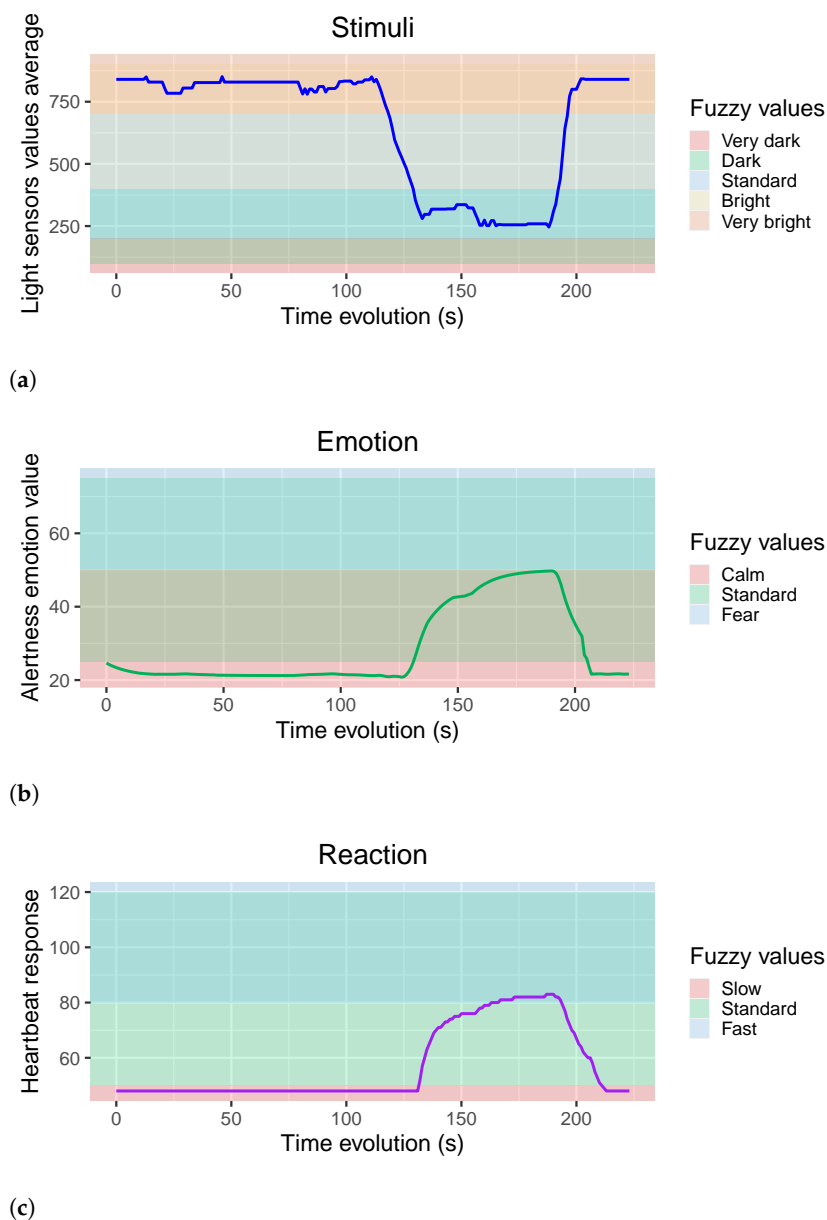 Stimuli
Light sensors values average
750
500
250
0 50 100 150 200
Time evolution (s)
Fuzzy values
Very dark
Dark
Standard
Bright
Very bright
(a)
Emotion
Alertness emotion value
60
40
20
0 50 100 150 200
Time evolution (s)
Fuzzy values
Calm
Standard
Fear
(b)
Reaction
Heartbeat response
120
100
80
60
0 50 100 150 200
Time evolution (s)
Fuzzy values
Slow
Standard
Fast
(c)